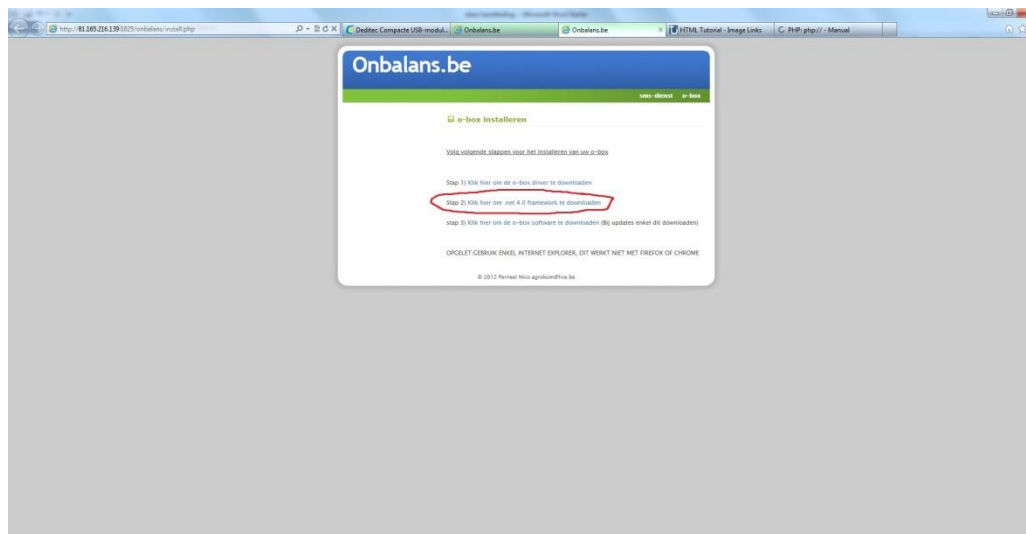 http://81.165.216.139:8825/onbalans/install.php
Deditec Compacte USB-modul...
Onbalans.be
Onbalans.be
HTML Tutorial - Image Links
PHP: php:// - Manual
Onbalans.be
sms-dienst o-box
o-box installeren
Volg volgende stappen voor het installeren van uw o-box
Stap 1) Klik hier om de o-box driver te downloaden
Stap 2) Klik hier om .net 4.0 framework te downloaden
stap 3) Klik hier om de o-box software te downloaden (Bij updates enkel dit downloaden)
OPGELET GEBRUIK ENKEL INTERNET EXPLORER, DIT WERKT NIET MET FIREFOX OF CHROME
© 2012 Perneel Nico agrokom@live.be